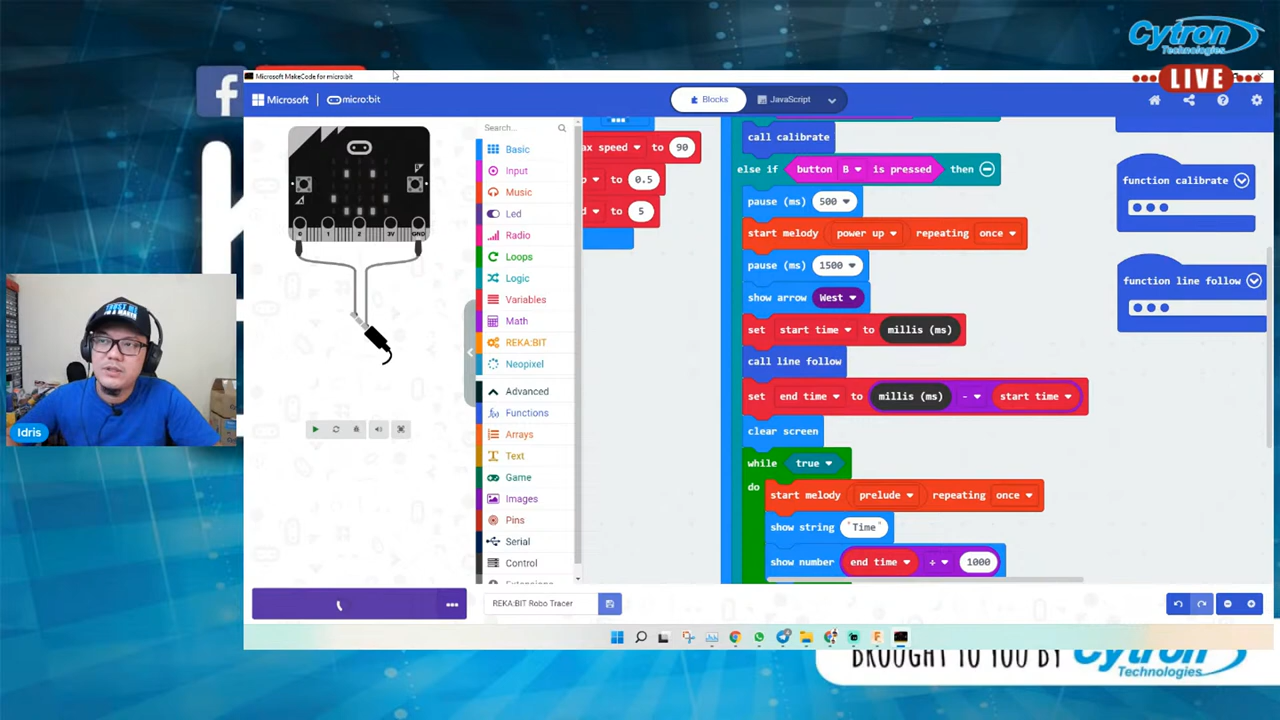 Cytron
Technologies
LIVE
Microsoft MakeCode for micro:bit
Microsoft
micro:bit
Blocks
JavaScript
0
1
2
3V
GND
Search...
Basic
Input
Music
Led
Radio
Loops
Logic
Variables
Math
REKA:BIT
Neopixel
Advanced
Functions
Arrays
Text
Game
Images
Pins
Serial
Control
Extensions
ax speed to 90
p to 0.5
d to 5
call calibrate
else if button B is pressed then
pause (ms) 500
start melody power up repeating once
pause (ms) 1500
show arrow West
set start time to millis (ms)
call line follow
set end time to millis (ms) - start time
clear screen
while true
do
start melody prelude repeating once
show string "Time"
show number end time ÷ 1000
function calibrate
function line follow
REKA:BIT Robo Tracer
Idris
BROUGHT TO YOU BY
Cytron
Technologies